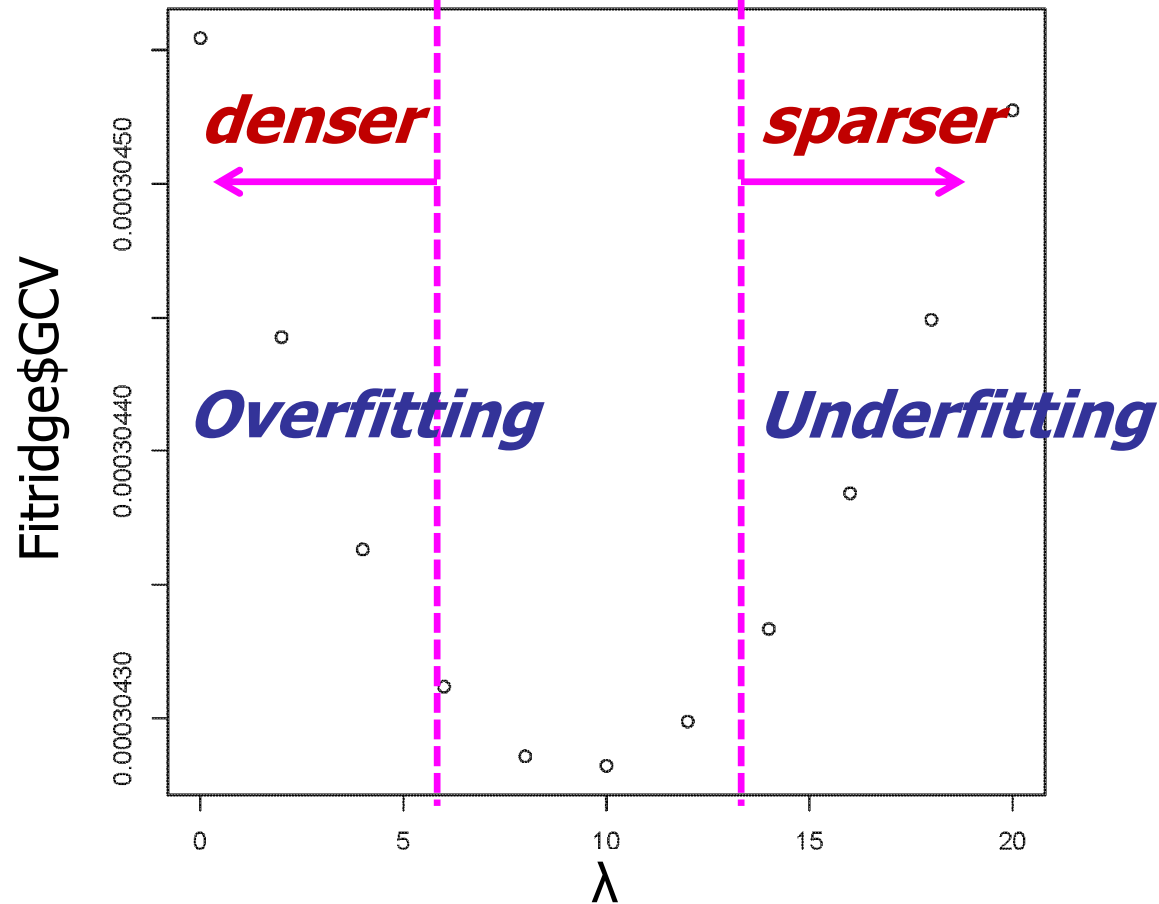 denser
sparser
Overfitting
Underfitting
Fitridge$GCV
0.00030450
0.00030440
0.00030430
0
5
10
15
20
λ